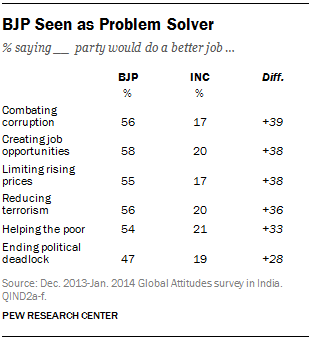 BJP Seen as Problem Solver
% saying __ party would do a better job ...
BJP INC Diff.
% %
Combating
corruption 56 17 +39
Creating job
opportunities 58 20 +38
Limiting rising
prices 55 17 +38
Reducing
terrorism 56 20 +36
Helping the poor 54 21 +33
Ending political
deadlock 47 19 +28
Source: Dec. 2013-Jan. 2014 Global Attitudes survey in India.
QIND2a-f.
PEW RESEARCH CENTER